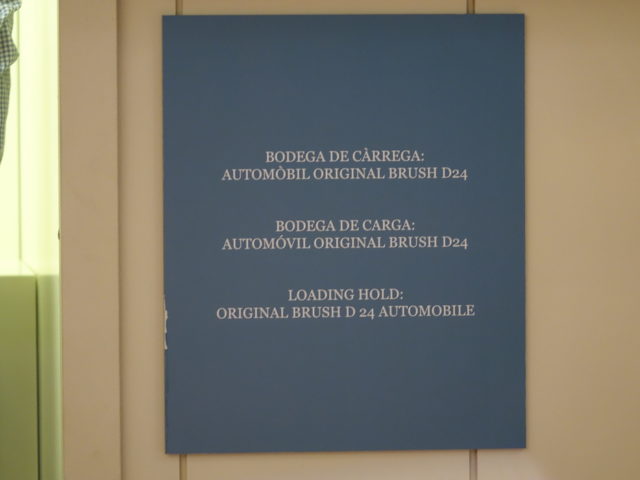 BODEGA DE CÀRREGA:
AUTOMÒBIL ORIGINAL BRUSH D24
BODEGA DE CARGA:
AUTOMÓVIL ORIGINAL BRUSH D24
LOADING HOLD:
ORIGINAL BRUSH D 24 AUTOMOBILE